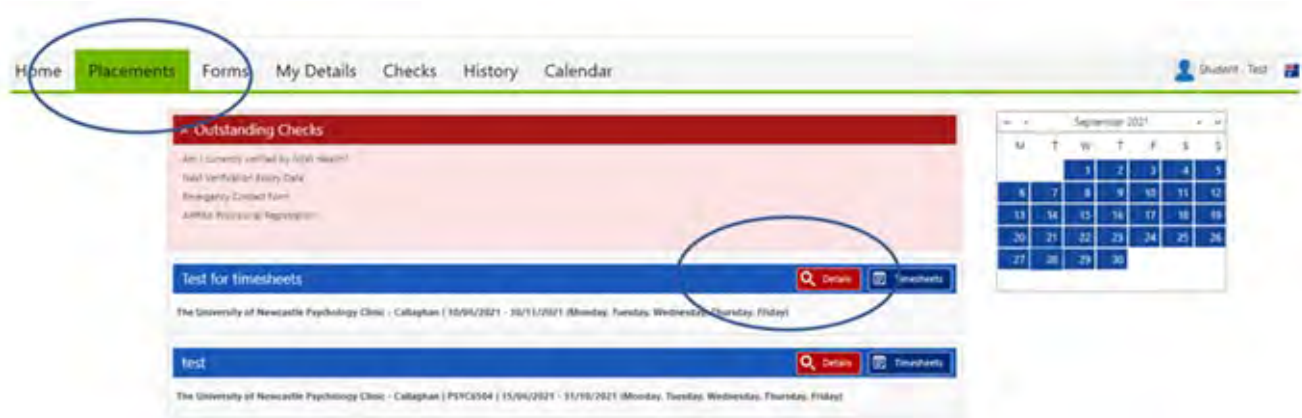 Home Placements Forms My Details Checks History Calendar
Student - Test
Outstanding Checks
Am I currently verified by NSW Health?
Next Verification Expiry Date
Emergency Contact Form
AHPRA Provisional Registration
Test for timesheets
Details
Timesheets
The University of Newcastle Psychology Clinic - Callaghan | 10/2021 - 30/11/2021 (Monday, Tuesday, Wednesday, Thursday, Friday)
test
Details
Timesheets
The University of Newcastle Psychology Clinic - Callaghan | PSYC6504 | 15/04/2021 - 31/10/2021 (Monday, Tuesday, Wednesday, Thursday, Friday)
September 2021
M T W T F S S
1 2 3 4 5
6 7 8 9 10 11 12
13 14 15 16 17 18 19
20 21 22 23 24 25 26
27 28 29 30